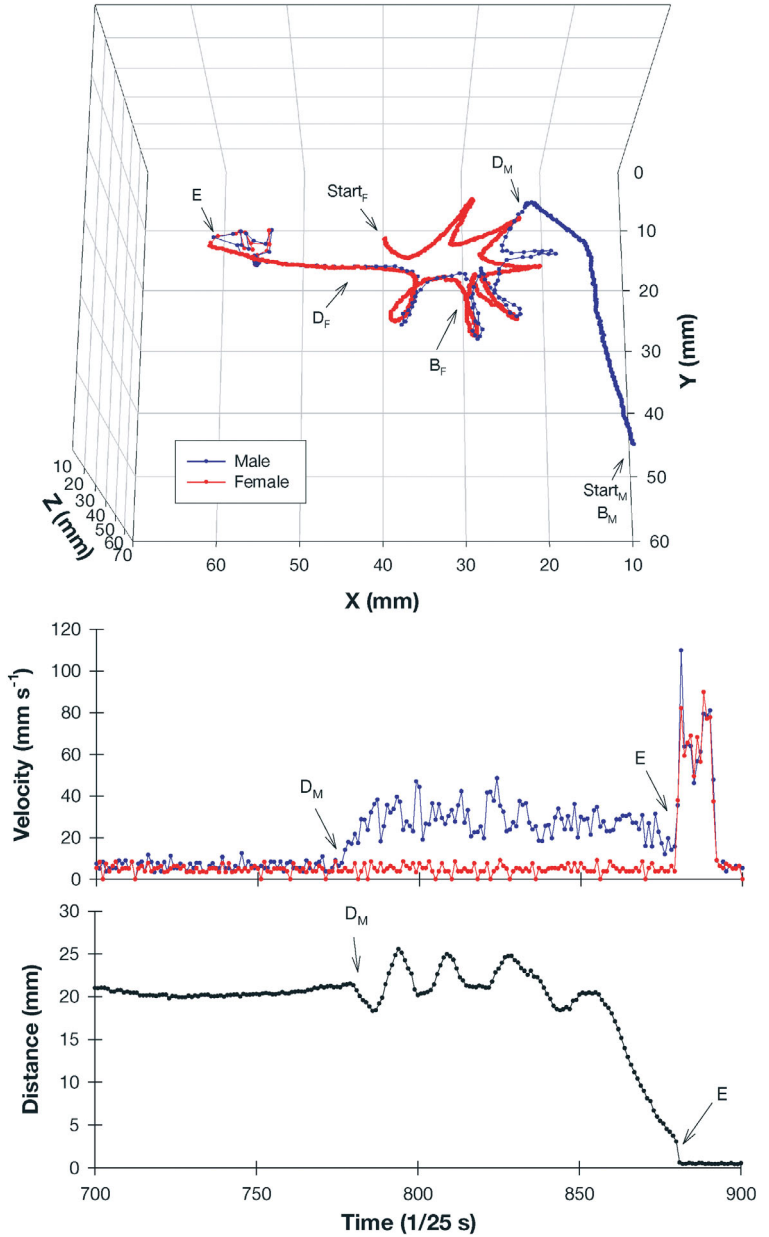 D_M
0
E
Start_F
10
20
D_F
B_F
30
Y (mm)
40
Male
Female
Start_M
B_M
50
10
20
30
40
50
60
70
Z (mm)
60
60
50
40
30
20
10
X (mm)
120
100
80
60
40
20
0
Velocity (mm s⁻¹)
D_M
E
30
25
20
15
10
5
0
Distance (mm)
D_M
E
700
750
800
850
900
Time (1/25 s)